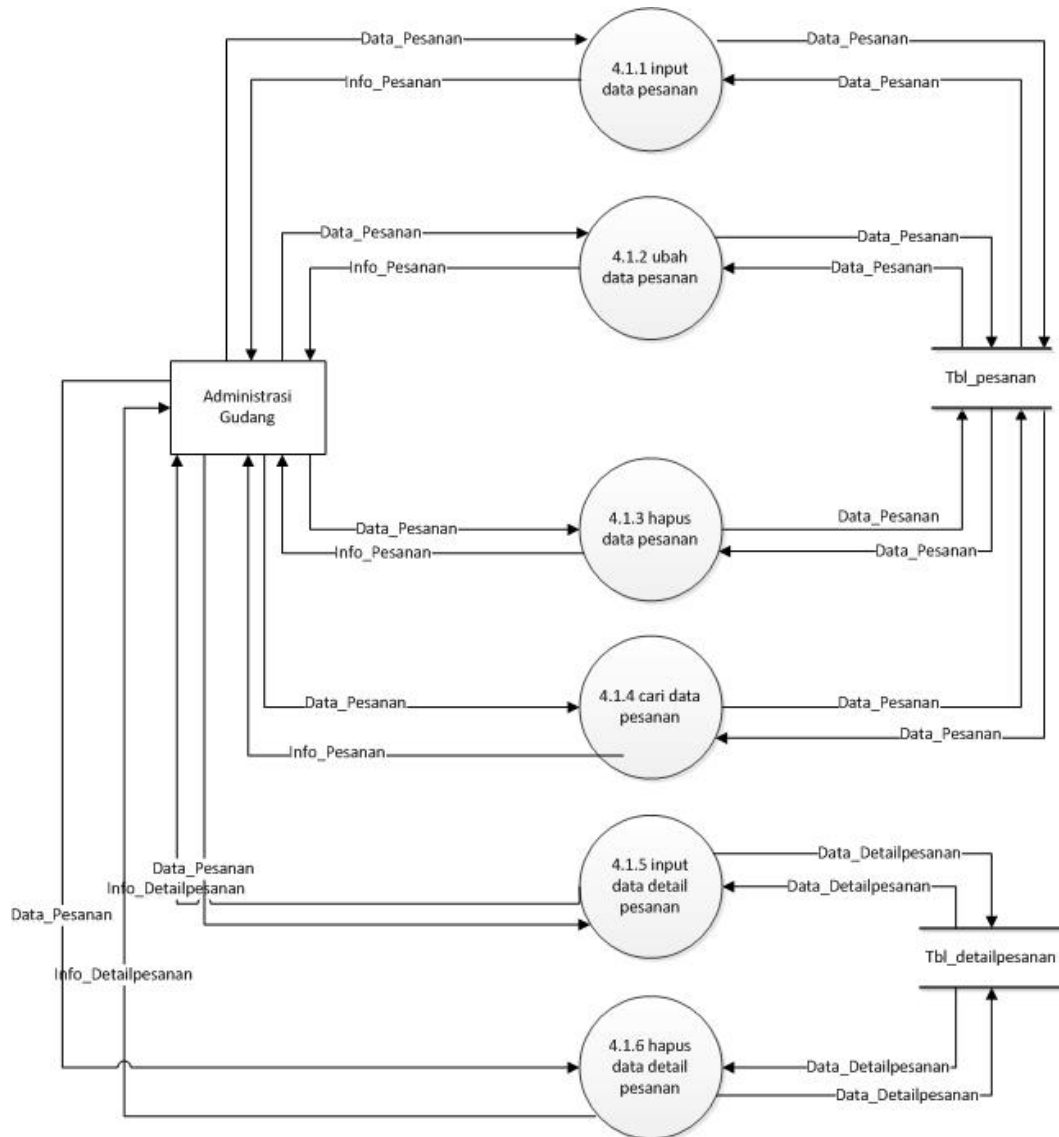 Data_Pesanan
Data_Pesanan
4.1.1 input
data pesanan
Info_Pesanan
Data_Pesanan
Data_Pesanan
Data_Pesanan
4.1.2 ubah
data pesanan
Info_Pesanan
Data_Pesanan
Tbl_pesanan
Administrasi
Gudang
Data_Pesanan
4.1.3 hapus
data pesanan
Data_Pesanan
Info_Pesanan
Data_Pesanan
Data_Pesanan
4.1.4 cari data
pesanan
Data_Pesanan
Info_Pesanan
Data_Pesanan
Data_Pesanan
Info_Detailpesanan
4.1.5 input
data detail
pesanan
Data_Detailpesanan
Data_Detailpesanan
Data_Pesanan
Tbl_detailpesanan
Info_Detailpesanan
4.1.6 hapus
data detail
pesanan
Data_Detailpesanan
Data_Detailpesanan